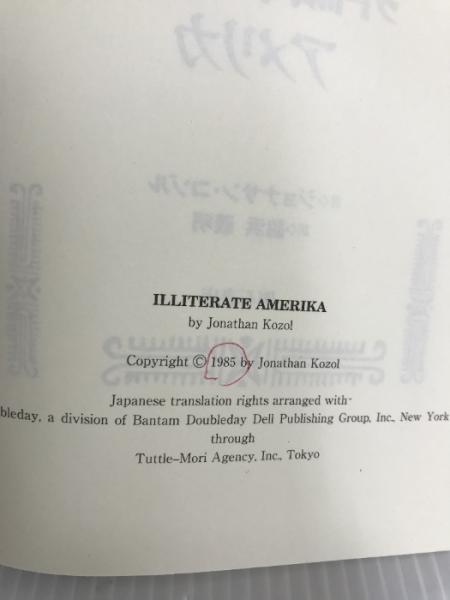 ILLITERATE AMERIKA
by Jonathan Kozol
Copyright © 1985 by Jonathan Kozol
Japanese translation rights arranged with
bleday, a division of Bantam Doubleday Dell Publishing Group, Inc., New York
through
Tuttle-Mori Agency, Inc., Tokyo